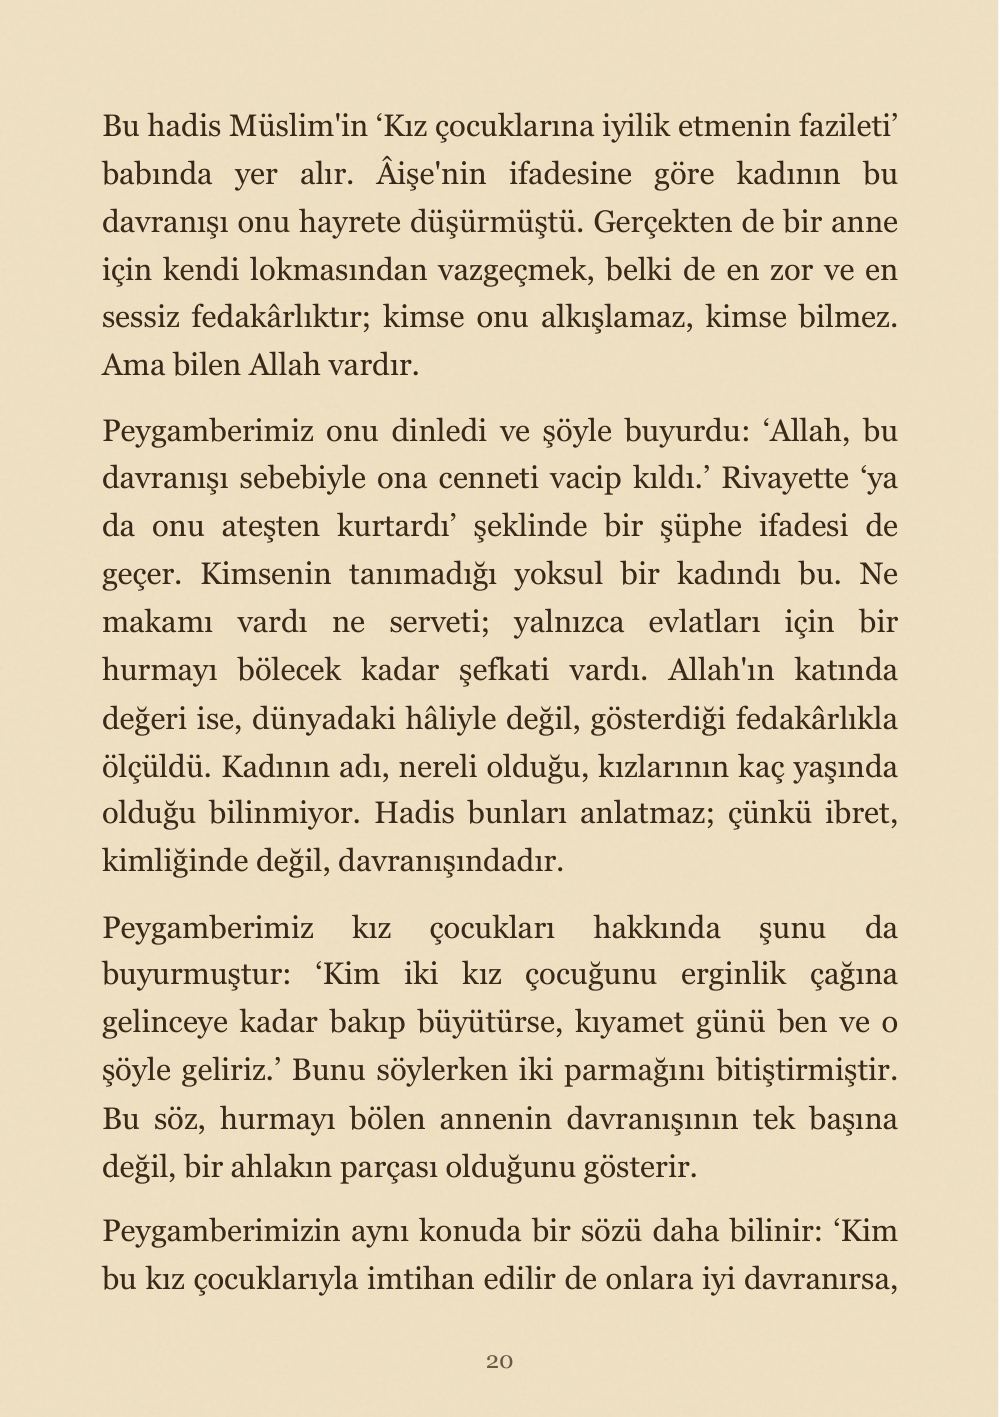 Bu hadis Müslim'in ‘Kız çocuklarına iyilik etmenin fazileti’
babında yer alır. Âişe'nin ifadesine göre kadının bu
davranışı onu hayrete düşürmüştü. Gerçekten de bir anne
için kendi lokmasından vazgeçmek, belki de en zor ve en
sessiz fedakârlıktır; kimse onu alkışlamaz, kimse bilmez.
Ama bilen Allah vardır.
Peygamberimiz onu dinledi ve şöyle buyurdu: ‘Allah, bu
davranışı sebebiyle ona cenneti vacip kıldı.’ Rivayette ‘ya
da onu ateşten kurtardı’ şeklinde bir şüphe ifadesi de
geçer. Kimsenin tanımadığı yoksul bir kadındı bu. Ne
makamı vardı ne serveti; yalnızca evlatları için bir
hurmayı bölecek kadar şefkati vardı. Allah'ın katında
değeri ise, dünyadaki hâliyle değil, gösterdiği fedakârlıkla
ölçüldü. Kadının adı, nereli olduğu, kızlarının kaç yaşında
olduğu bilinmiyor. Hadis bunları anlatmaz; çünkü ibret,
kimliğinde değil, davranışındadır.
Peygamberimiz kız çocukları hakkında şunu da
buyurmuştur: ‘Kim iki kız çocuğunu erginlik çağına
gelinceye kadar bakıp büyütürse, kıyamet günü ben ve o
şöyle geliriz.’ Bunu söylerken iki parmağını bitiştirmiştir.
Bu söz, hurmayı bölen annenin davranışının tek başına
değil, bir ahlakın parçası olduğunu gösterir.
Peygamberimizin aynı konuda bir sözü daha bilinir: ‘Kim
bu kız çocuklarıyla imtihan edilir de onlara iyi davranırsa,
20